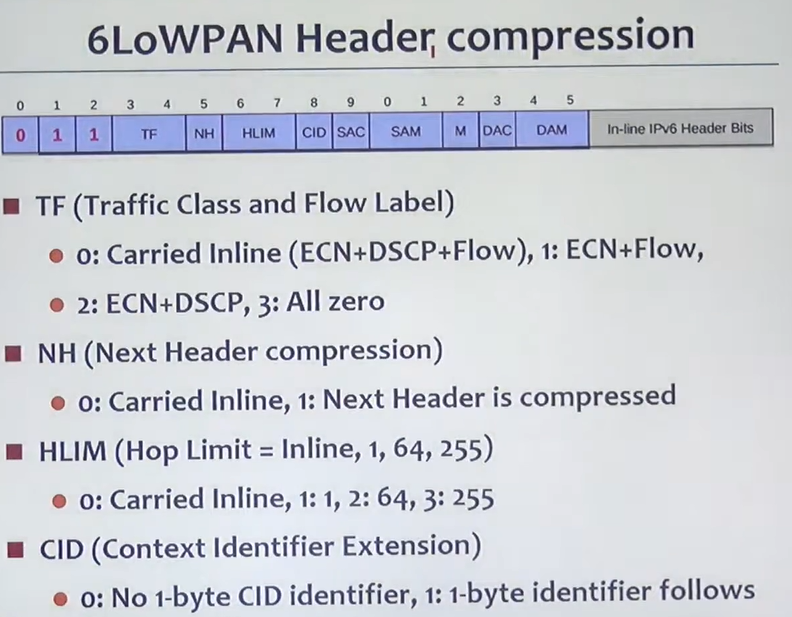 6LoWPAN Header compression
0 1 2 3 4 5 6 7 8 9 0 1 2 3 4 5
0 1 1 TF NH HLIM CID SAC SAM M DAC DAM In-line IPv6 Header Bits
TF (Traffic Class and Flow Label)
0: Carried Inline (ECN+DSCP+Flow), 1: ECN+Flow,
2: ECN+DSCP, 3: All zero
NH (Next Header compression)
0: Carried Inline, 1: Next Header is compressed
HLIM (Hop Limit = Inline, 1, 64, 255)
0: Carried Inline, 1: 1, 2: 64, 3: 255
CID (Context Identifier Extension)
0: No 1-byte CID identifier, 1: 1-byte identifier follows